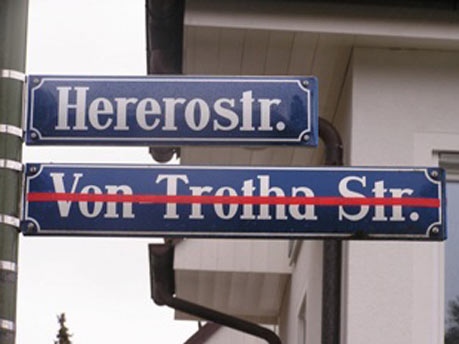 Hererostr.
Von Trotha Str.